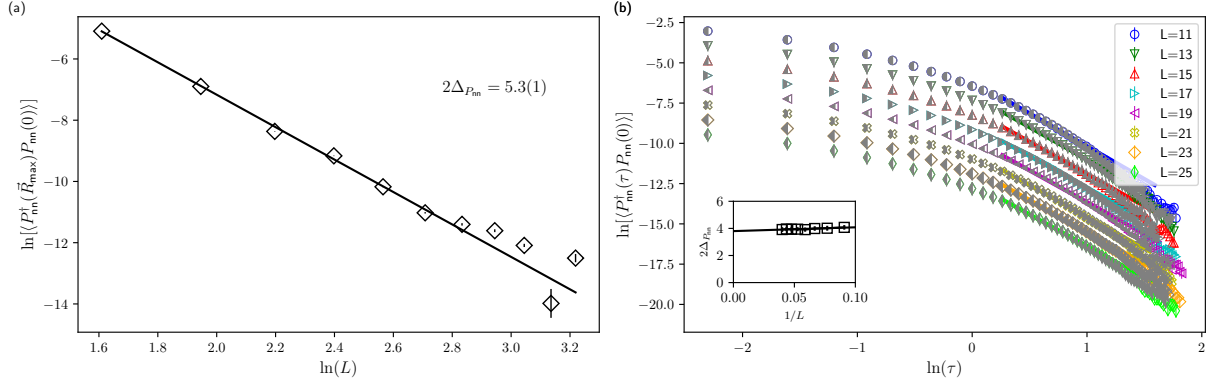 (a)
ln[⟨P†nn(R⃗max)Pnn(0)⟩]
−6
−8
−10
−12
−14
2ΔPnn = 5.3(1)
1.6
1.8
2.0
2.2
2.4
2.6
2.8
3.0
3.2
ln(L)
(b)
ln[⟨P†nn(τ)Pnn(0)⟩]
−2.5
−5.0
−7.5
−10.0
−12.5
−15.0
−17.5
−20.0
L=11
L=13
L=15
L=17
L=19
L=21
L=23
L=25
2ΔPnn
6
4
2
0
0.00
0.05
0.10
1/L
−2
−1
0
1
2
ln(τ)